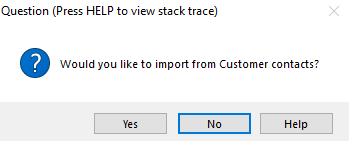 Question (Press HELP to view stack trace)
Would you like to import from Customer contacts?
Yes No Help